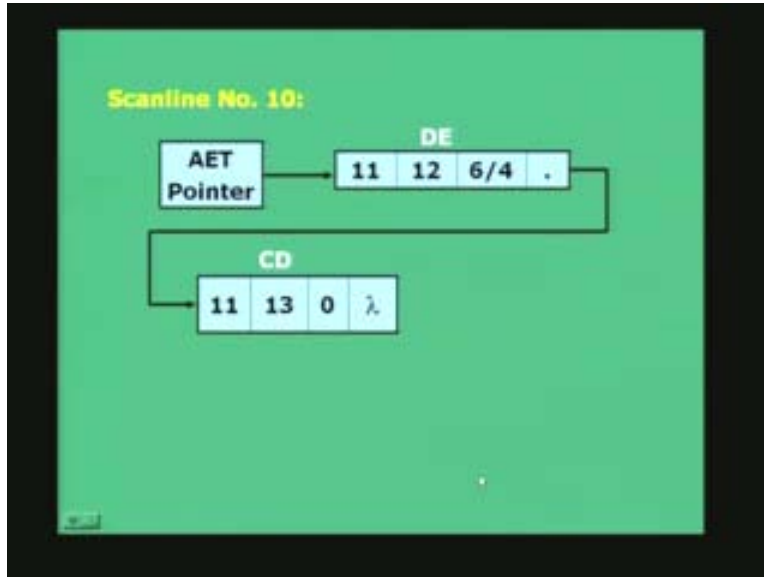 Scanline No. 10:
DE
AET
Pointer
11 12 6/4 .
CD
11 13 0 λ